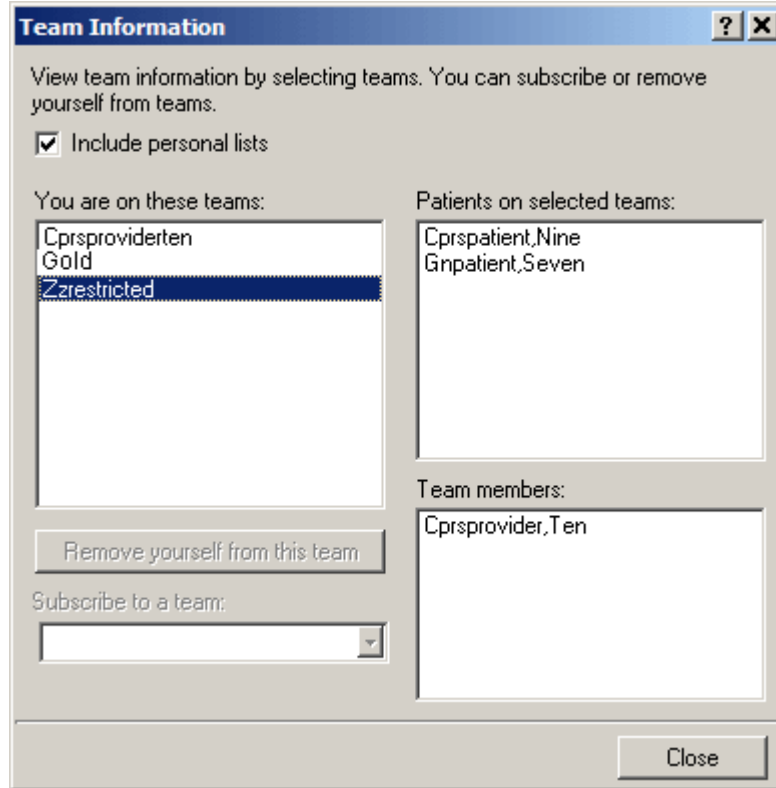 Team Information
View team information by selecting teams. You can subscribe or remove
yourself from teams.
Include personal lists
You are on these teams:
Cprsproviderten
Gold
Zzrestricted
Remove yourself from this team
Subscribe to a team:
Patients on selected teams:
Cprspatient,Nine
Gnpatient,Seven
Team members:
Cprsprovider,Ten
Close